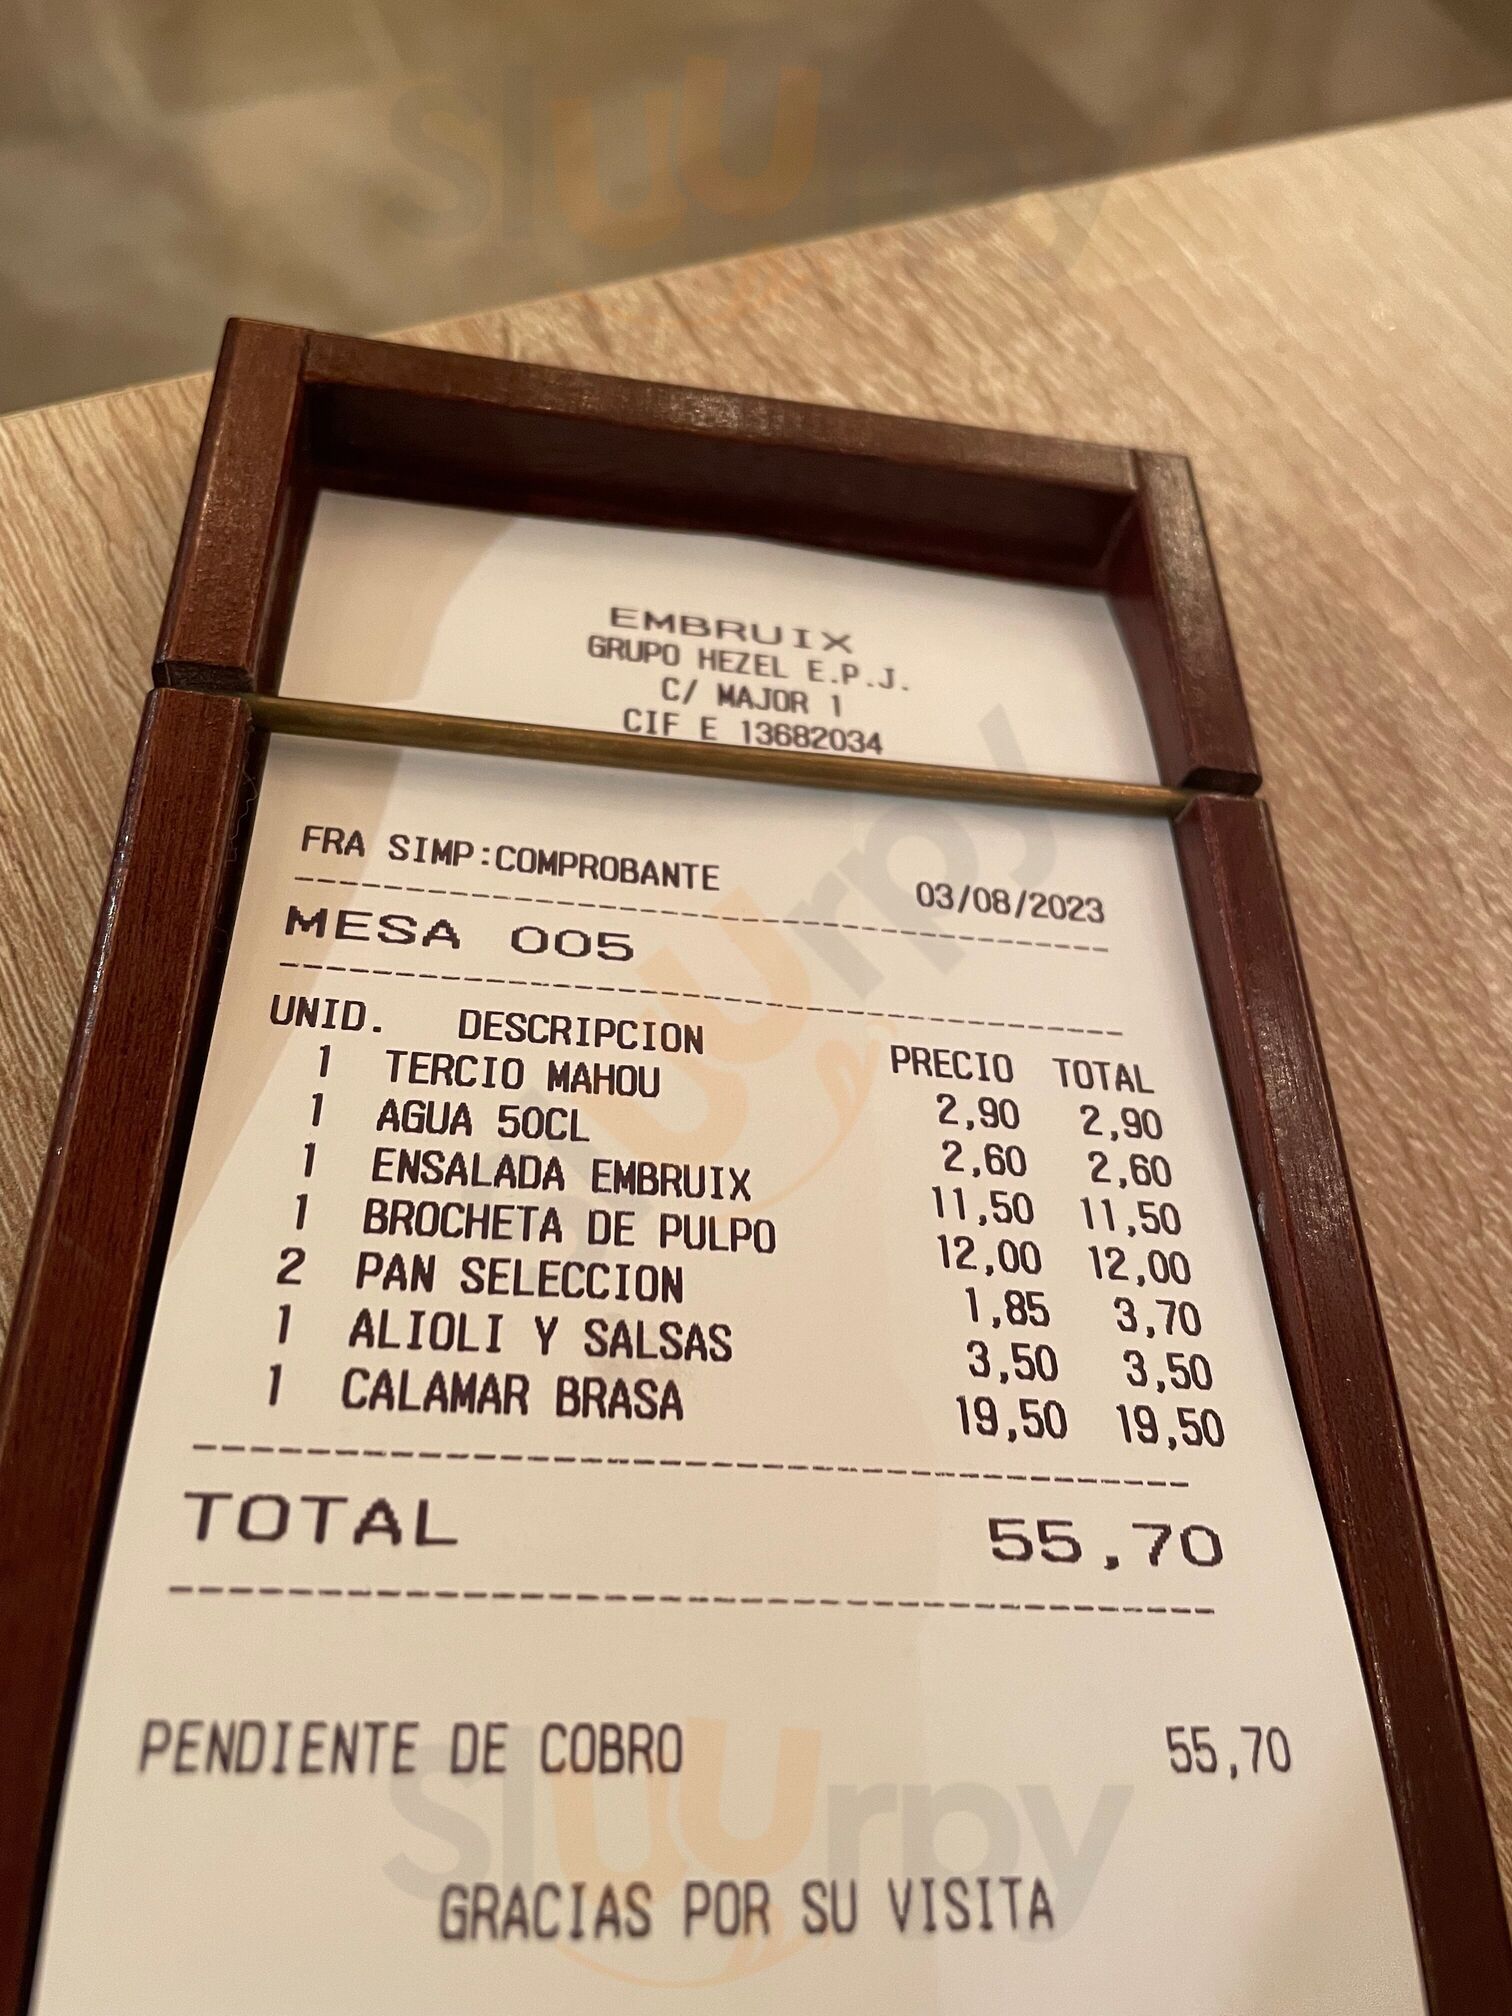 sluurpy
EMBRUIX
GRUPO HEZEL E.P.J.
C/ MAJOR 1
CIF E 13682034
FRA SIMP:COMPROBANTE 03/08/2023
MESA 005
UNID. DESCRIPCION PRECIO TOTAL
1 TERCIO MAHOU 2,90 2,90
1 AGUA 50CL 2,60 2,60
1 ENSALADA EMBRUIX 11,50 11,50
1 BROCHETA DE PULPO 12,00 12,00
2 PAN SELECCION 1,85 3,70
1 ALIOLI Y SALSAS 3,50 3,50
1 CALAMAR BRASA 19,50 19,50
TOTAL 55,70
PENDIENTE DE COBRO 55,70
sluurpy
GRACIAS POR SU VISITA